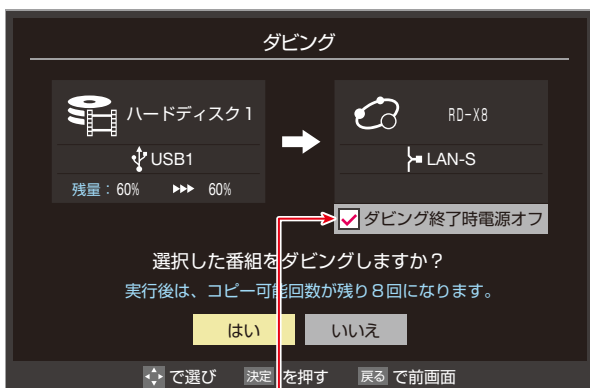 ダビング
ハードディスク1
USB1
残量：60% ▶▶▶ 60%
RD-X8
LAN-S
ダビング終了時電源オフ
選択した番組をダビングしますか？
実行後は、コピー可能回数が残り8回になります。
はい
いいえ
で選び 決定 を押す 戻る で前画面